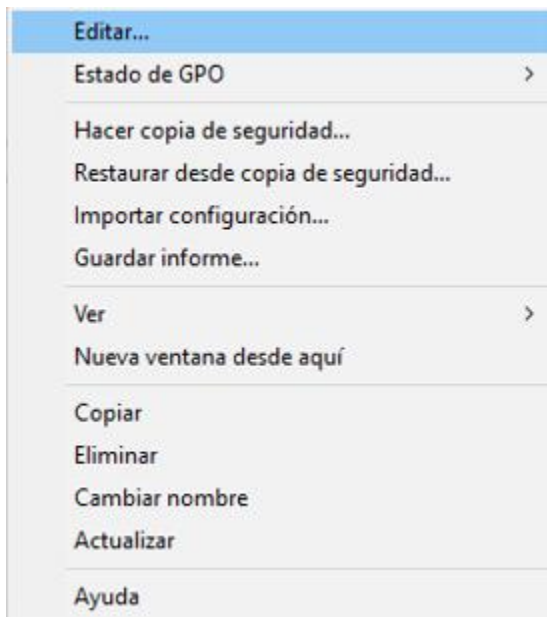 Editar...
Estado de GPO
Hacer copia de seguridad...
Restaurar desde copia de seguridad...
Importar configuración...
Guardar informe...
Ver
Nueva ventana desde aquí
Copiar
Eliminar
Cambiar nombre
Actualizar
Ayuda